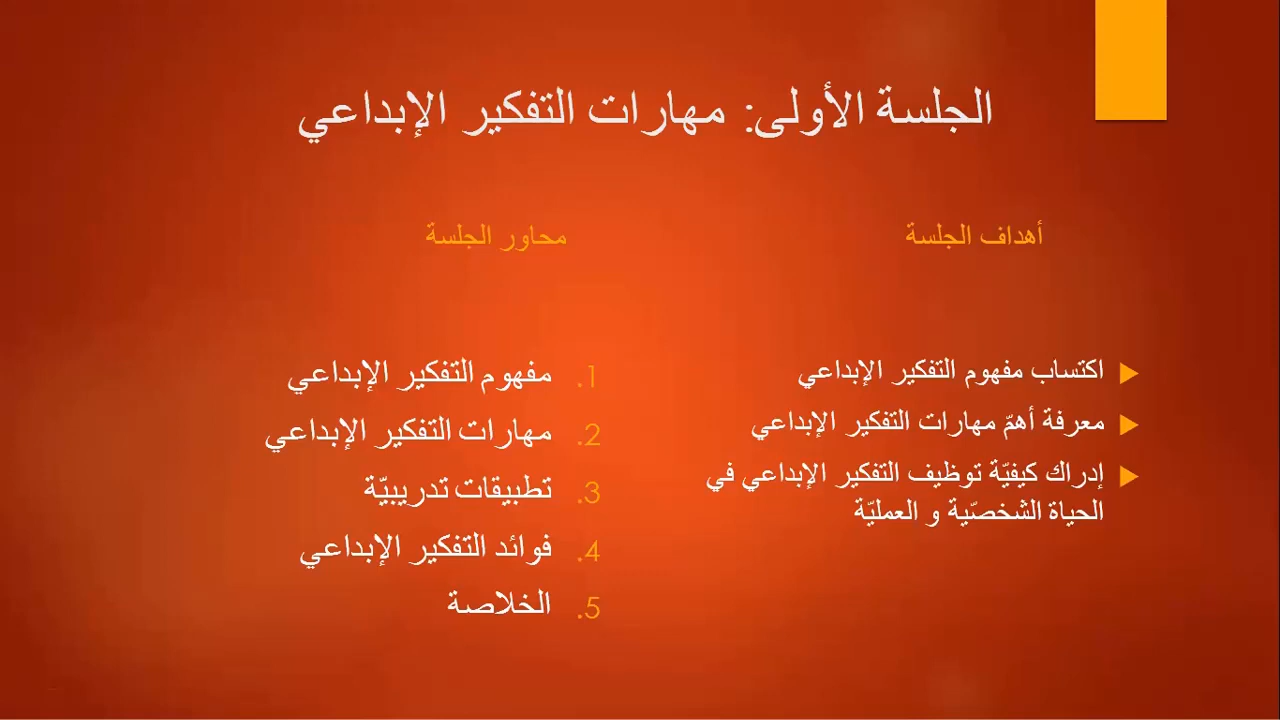 الجلسة الأولى: مهارات التفكير الإبداعي
أهداف الجلسة
اكتساب مفهوم التفكير الإبداعي
معرفة أهمّ مهارات التفكير الإبداعي
إدراك كيفيّة توظيف التفكير الإبداعي في
الحياة الشخصّية و العمليّة
محاور الجلسة
1. مفهوم التفكير الإبداعي
2. مهارات التفكير الإبداعي
3. تطبيقات تدريبيّة
4. فوائد التفكير الإبداعي
5. الخلاصة